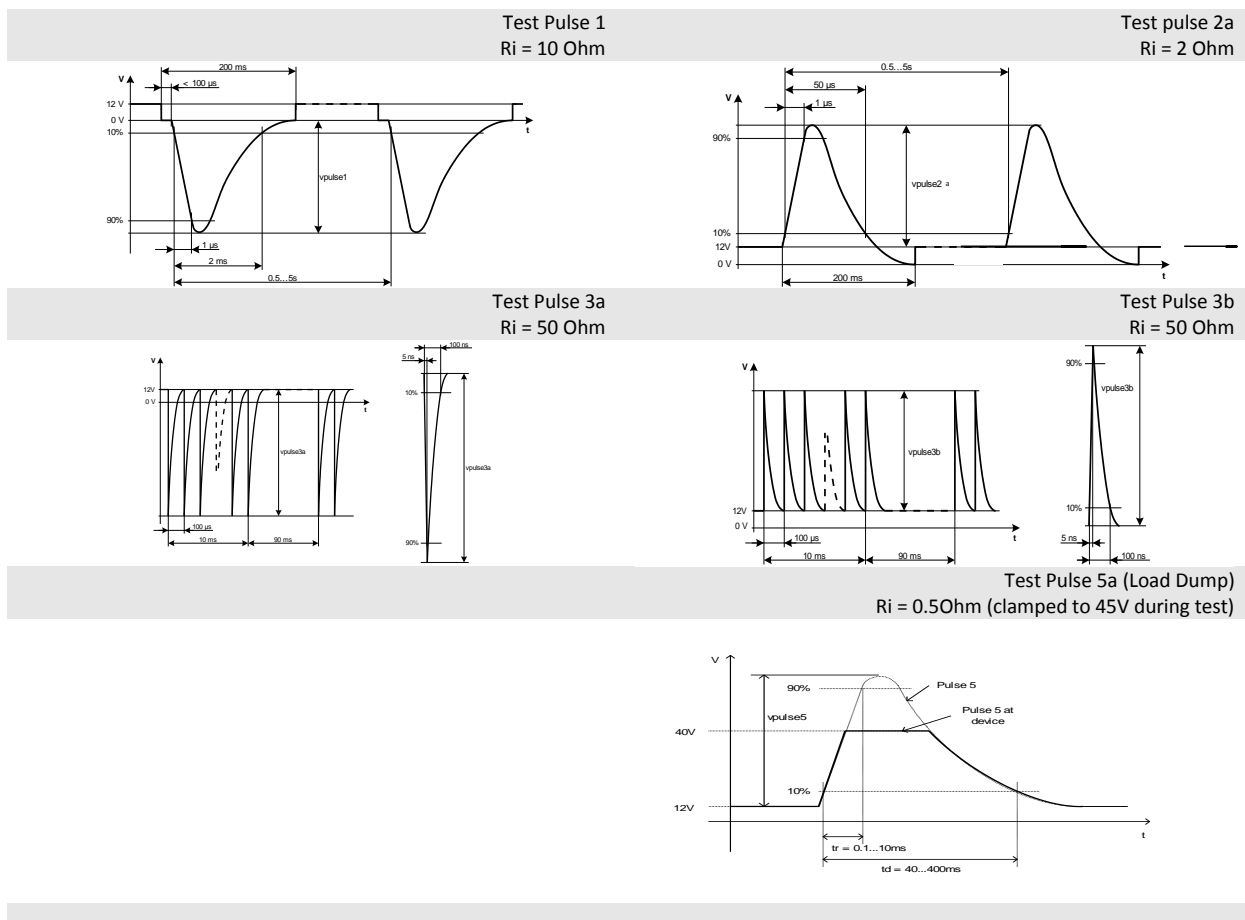 Test Pulse 1
Ri = 10 Ohm
200 ms
V
< 100 µs
12 V
0 V
10%
t
vpulse1
90%
1 µs
2 ms
0.5...5s
Test pulse 2a
Ri = 2 Ohm
0.5...5s
50 µs
V
1 µs
90%
vpulse2 a
10%
12V
0 V
t
200 ms
Test Pulse 3a
Ri = 50 Ohm
V
12V
0 V
t
vpulse3a
100 µs
10 ms
90 ms
100 ns
5 ns
10%
vpulse3a
90%
Test Pulse 3b
Ri = 50 Ohm
V
vpulse3b
12V
0 V
t
100 µs
10 ms
90 ms
90%
vpulse3b
10%
5 ns
100 ns
Test Pulse 5a (Load Dump)
Ri = 0.5Ohm (clamped to 45V during test)
V
90%
Pulse 5
vpulse5
Pulse 5 at
device
40V
10%
12V
t
tr = 0.1...10ms
td = 40...400ms